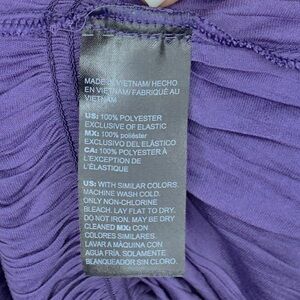 MADE IN VIETNAM/ HECHO
EN VIETNAM/ FABRIQUÉ AU
VIETNAM
US: 100% POLYESTER
EXCLUSIVE OF ELASTIC
MX: 100% poliéster
EXCLUSIVO DEL ELÁSTICO
CA: 100% POLYESTER À
L'EXCEPTION DE
L'ÉLASTIQUE
US: WITH SIMILAR COLORS.
MACHINE WASH COLD.
ONLY NON-CHLORINE
BLEACH. LAY FLAT TO DRY.
DO NOT IRON. MAY BE DRY
CLEANED MX: CON
COLORES SIMILARES.
LAVAR A MÁQUINA CON
AGUA FRÍA. SOLAMENTE
BLANQUEADOR SIN CLORO.